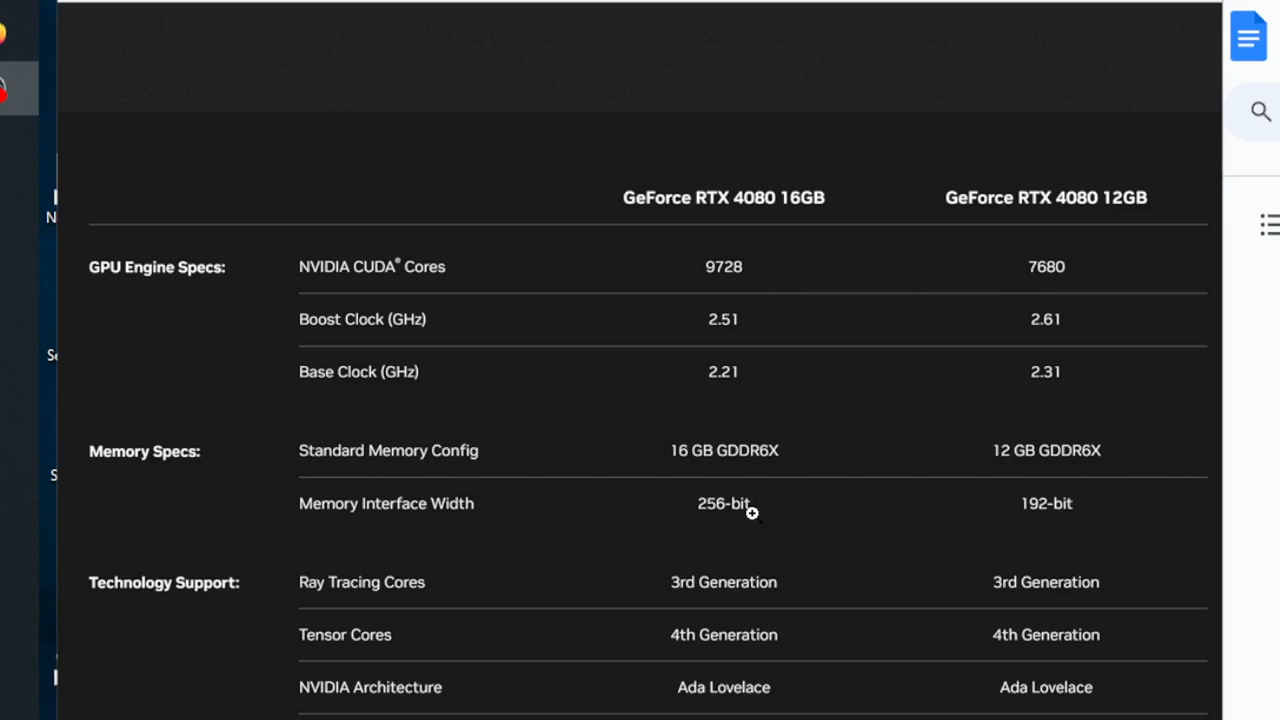 GeForce RTX 4080 16GB GeForce RTX 4080 12GB
GPU Engine Specs: NVIDIA CUDA® Cores 9728 7680
Boost Clock (GHz) 2.51 2.61
Base Clock (GHz) 2.21 2.31
Memory Specs: Standard Memory Config 16 GB GDDR6X 12 GB GDDR6X
Memory Interface Width 256-bit 192-bit
Technology Support: Ray Tracing Cores 3rd Generation 3rd Generation
Tensor Cores 4th Generation 4th Generation
NVIDIA Architecture Ada Lovelace Ada Lovelace